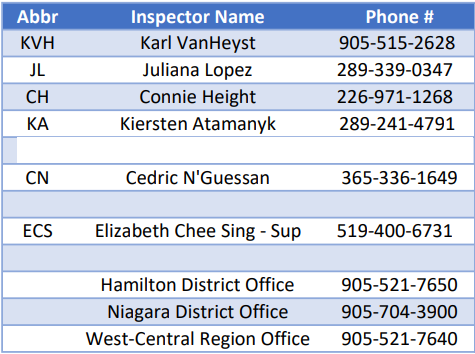 Abbr Inspector Name Phone #
KVH Karl VanHeyst 905-515-2628
JL Juliana Lopez 289-339-0347
CH Connie Height 226-971-1268
KA Kiersten Atamanyk 289-241-4791
CN Cedric N'Guessan 365-336-1649
ECS Elizabeth Chee Sing - Sup 519-400-6731
Hamilton District Office 905-521-7650
Niagara District Office 905-704-3900
West-Central Region Office 905-521-7640